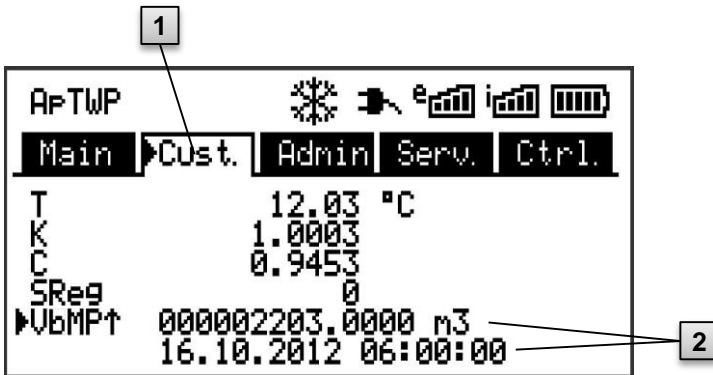 1
ApTWP e i
Main Cust. Admin Serv. Ctrl.
T 12.03 °C
K 1.0003
C 0.9453
SReg 0
VbMP↑ 000002203.0000 m3
16.10.2012 06:00:00
2